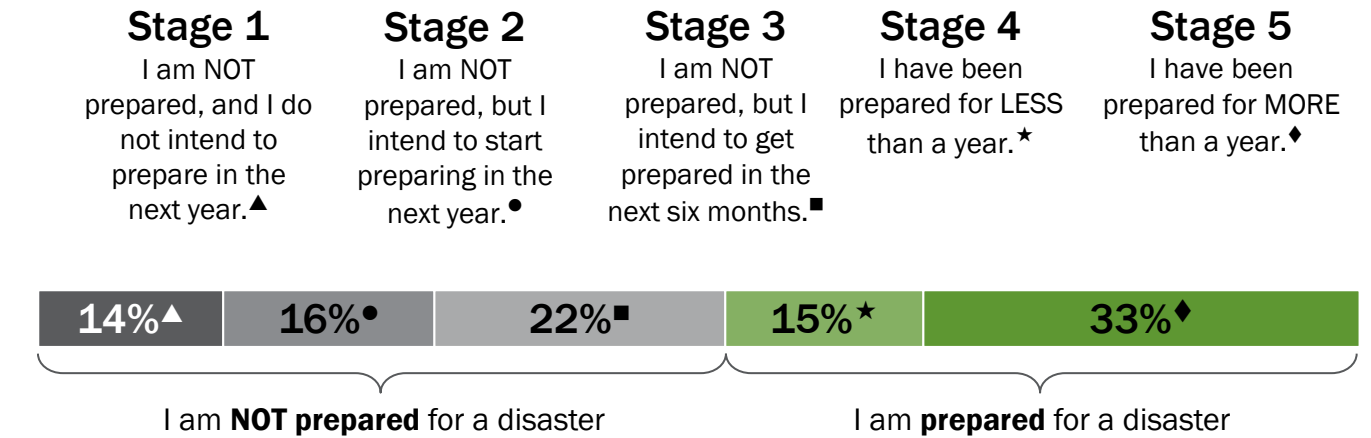 Stage 1
I am NOT
prepared, and I do
not intend to
prepare in the
next year.▲
Stage 2
I am NOT
prepared, but I
intend to start
preparing in the
next year.●
Stage 3
I am NOT
prepared, but I
intend to get
prepared in the
next six months.■
Stage 4
I have been
prepared for LESS
than a year.★
Stage 5
I have been
prepared for MORE
than a year.♦
14%▲
16%●
22%■
15%★
33%♦
I am NOT prepared for a disaster
I am prepared for a disaster